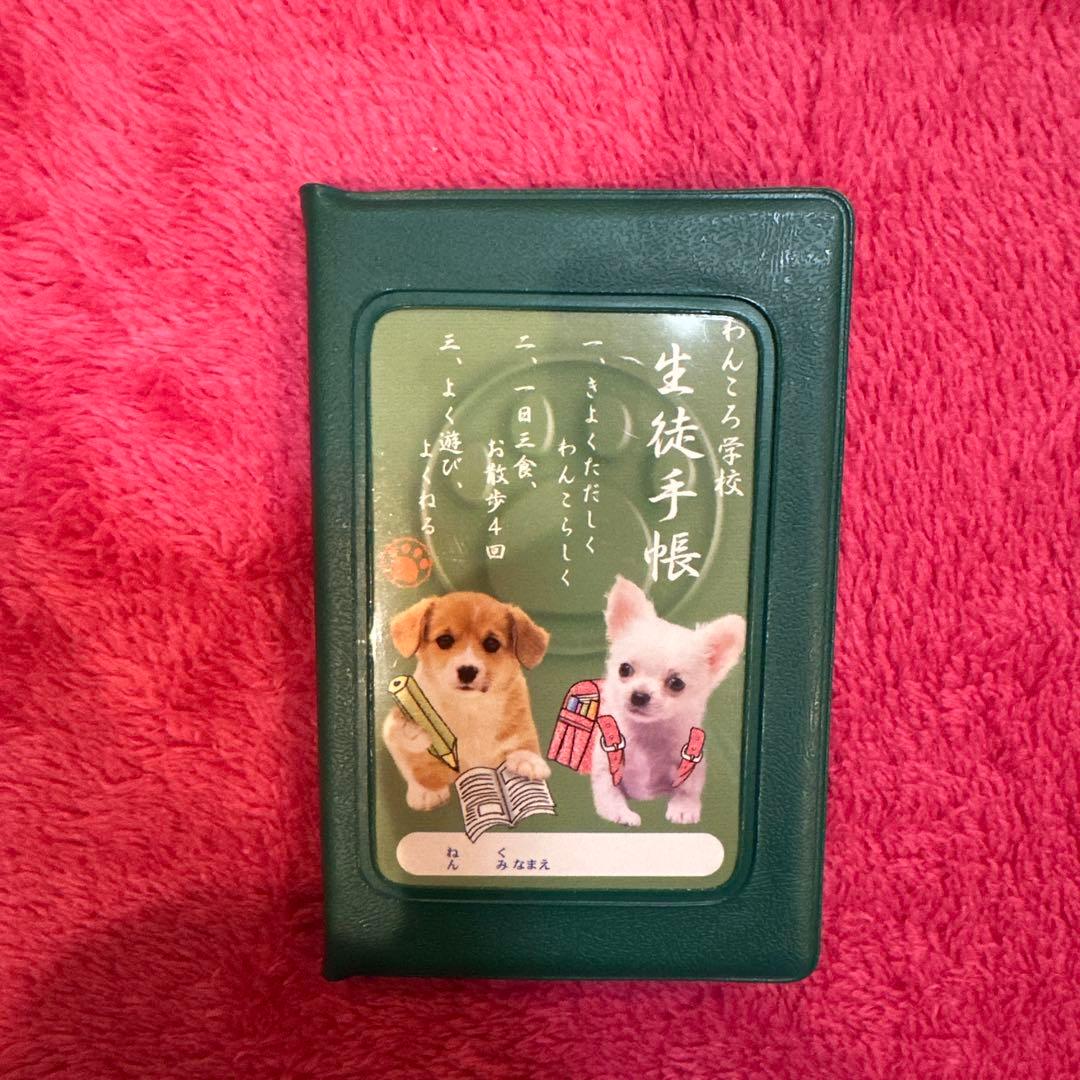 わんころ学校
生徒手帳
一、きよくただしく
わんこらしく
二、一日三食、
お散歩4回
三、よく遊び、
よくねる
ねん くみ なまえ